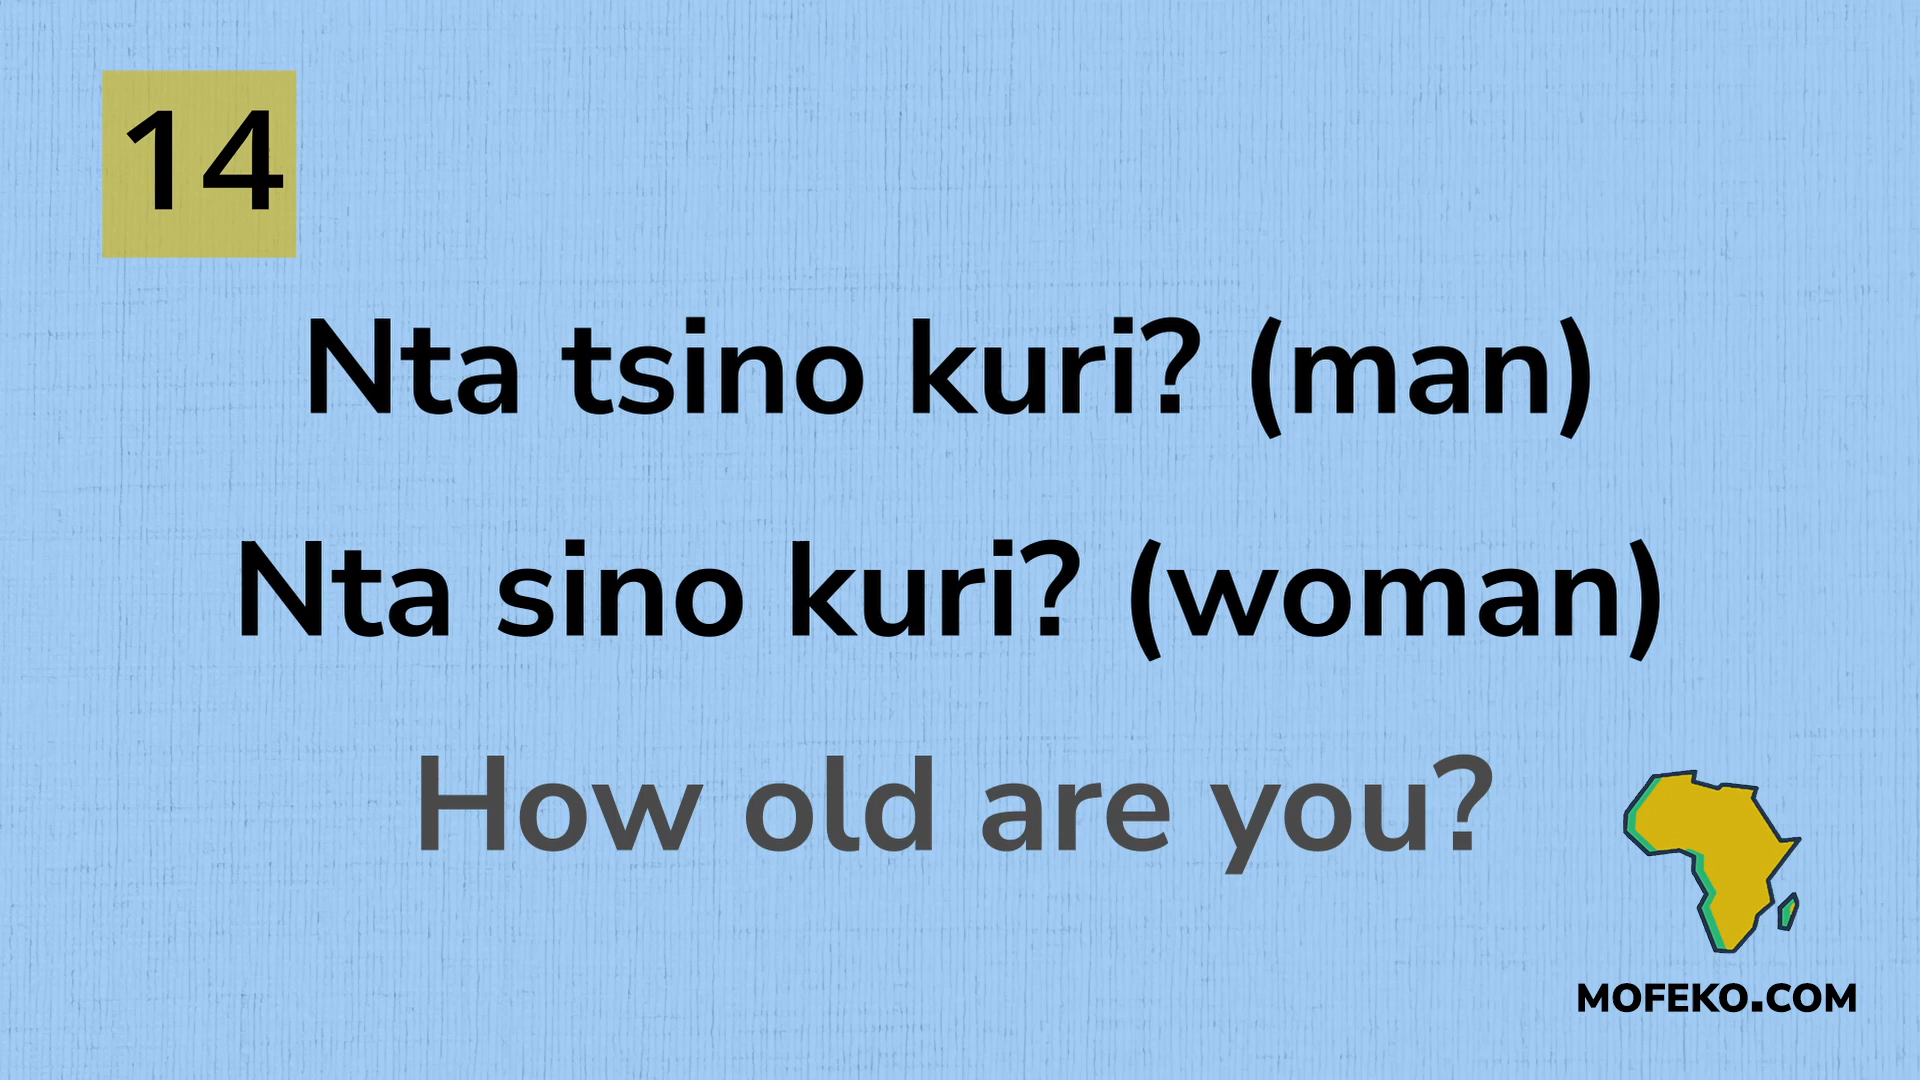 14
Nta tsino kuri? (man)
Nta sino kuri? (woman)
How old are you?
MOFEKO.COM